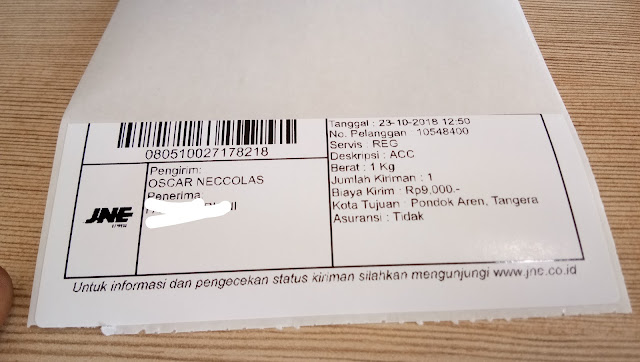 080510027178218
Pengirim:
OSCAR NECCOLAS
Penerima:
JNE
Tanggal : 23-10-2018 12:50
No. Pelanggan 10548400
Servis : REG
Deskripsi : ACC
Berat : 1 Kg
Jumlah Kiriman : 1
Biaya Kirim : Rp9,000.-
Kota Tujuan : Pondok Aren, Tangera
Asuransi : Tidak
Untuk informasi dan pengecekan status kiriman silahkan mengunjungi www.jne.co.id